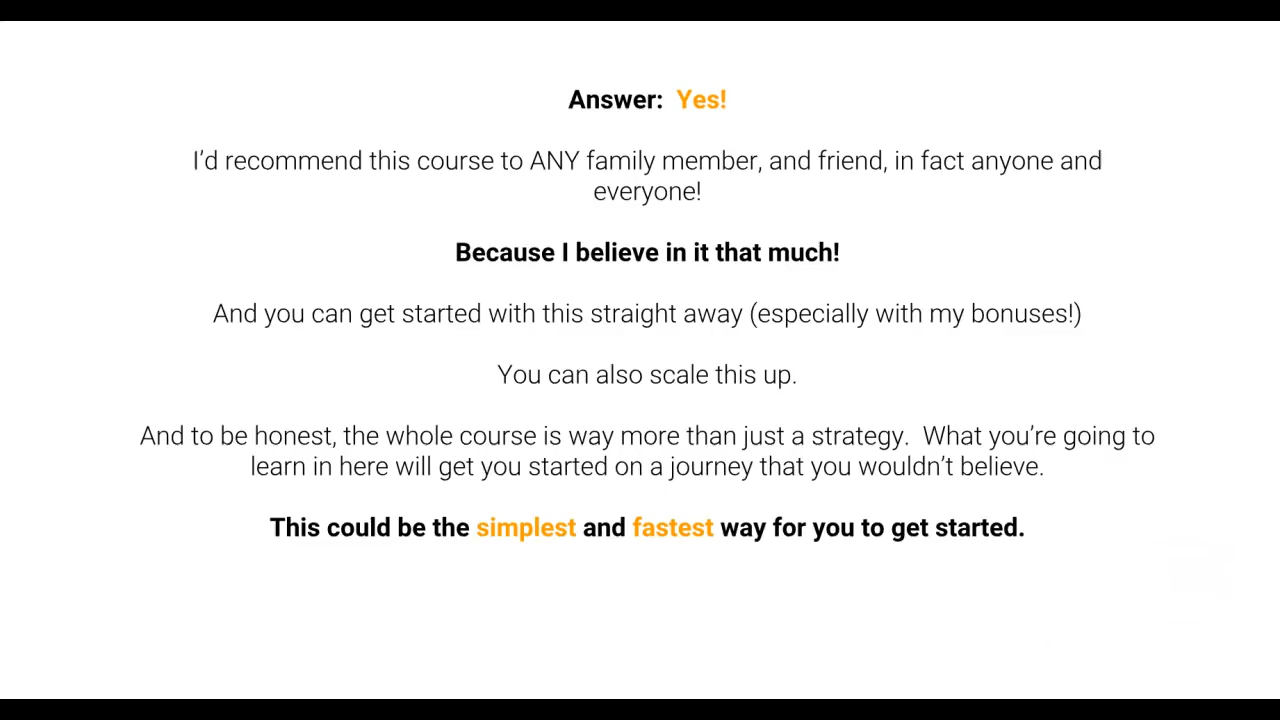 Answer: Yes!
I'd recommend this course to ANY family member, and friend, in fact anyone and
everyone!
Because I believe in it that much!
And you can get started with this straight away (especially with my bonuses!)
You can also scale this up.
And to be honest, the whole course is way more than just a strategy. What you're going to
learn in here will get you started on a journey that you wouldn't believe.
This could be the simplest and fastest way for you to get started.